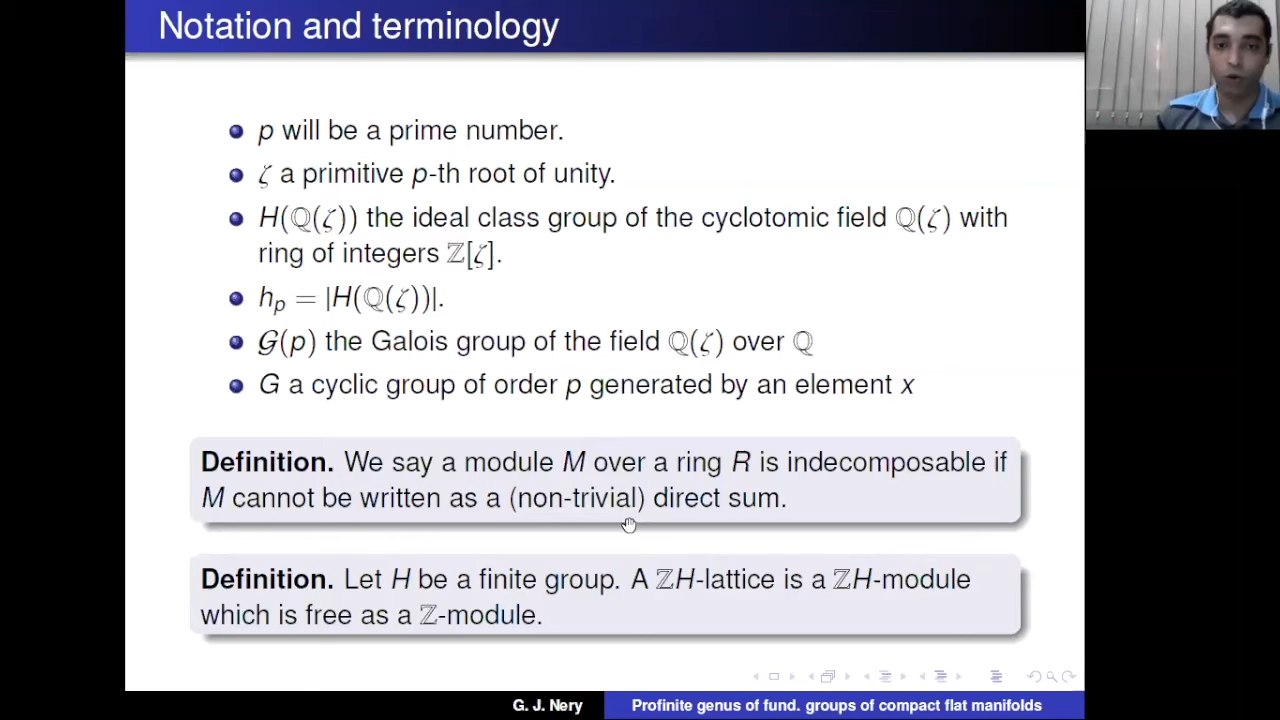 Notation and terminology
p will be a prime number.
ζ a primitive p-th root of unity.
H(ℚ(ζ)) the ideal class group of the cyclotomic field ℚ(ζ) with
ring of integers ℤ[ζ].
hₚ = |H(ℚ(ζ))|.
𝒢(p) the Galois group of the field ℚ(ζ) over ℚ
G a cyclic group of order p generated by an element x
Definition. We say a module M over a ring R is indecomposable if
M cannot be written as a (non-trivial) direct sum.
Definition. Let H be a finite group. A ℤH-lattice is a ℤH-module
which is free as a ℤ-module.
G. J. Nery Profinite genus of fund. groups of compact flat manifolds